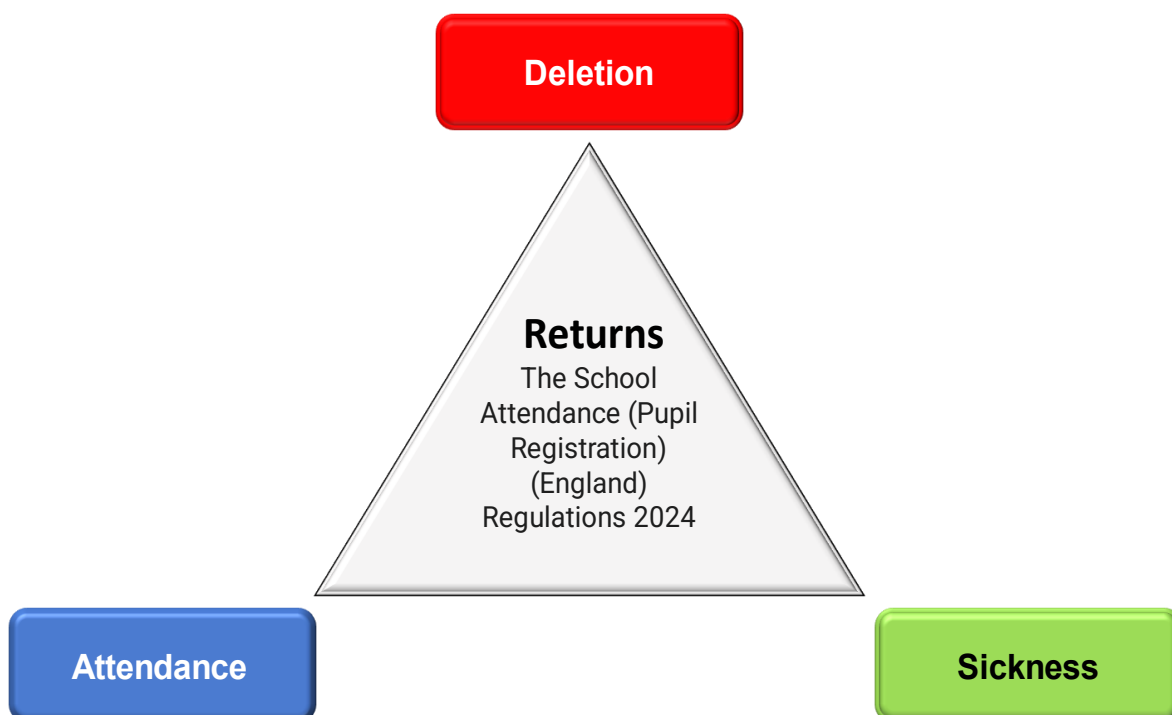 Deletion
Returns
The School
Attendance (Pupil
Registration)
(England)
Regulations 2024
Attendance
Sickness